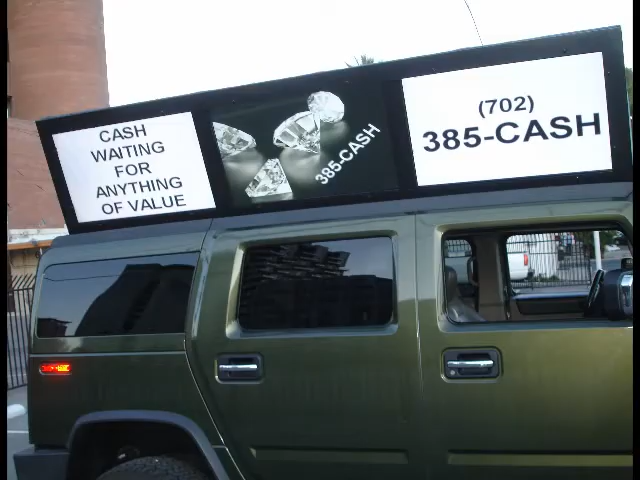 CASH
WAITING
FOR
ANYTHING
OF VALUE
385-CASH
(702)
385-CASH